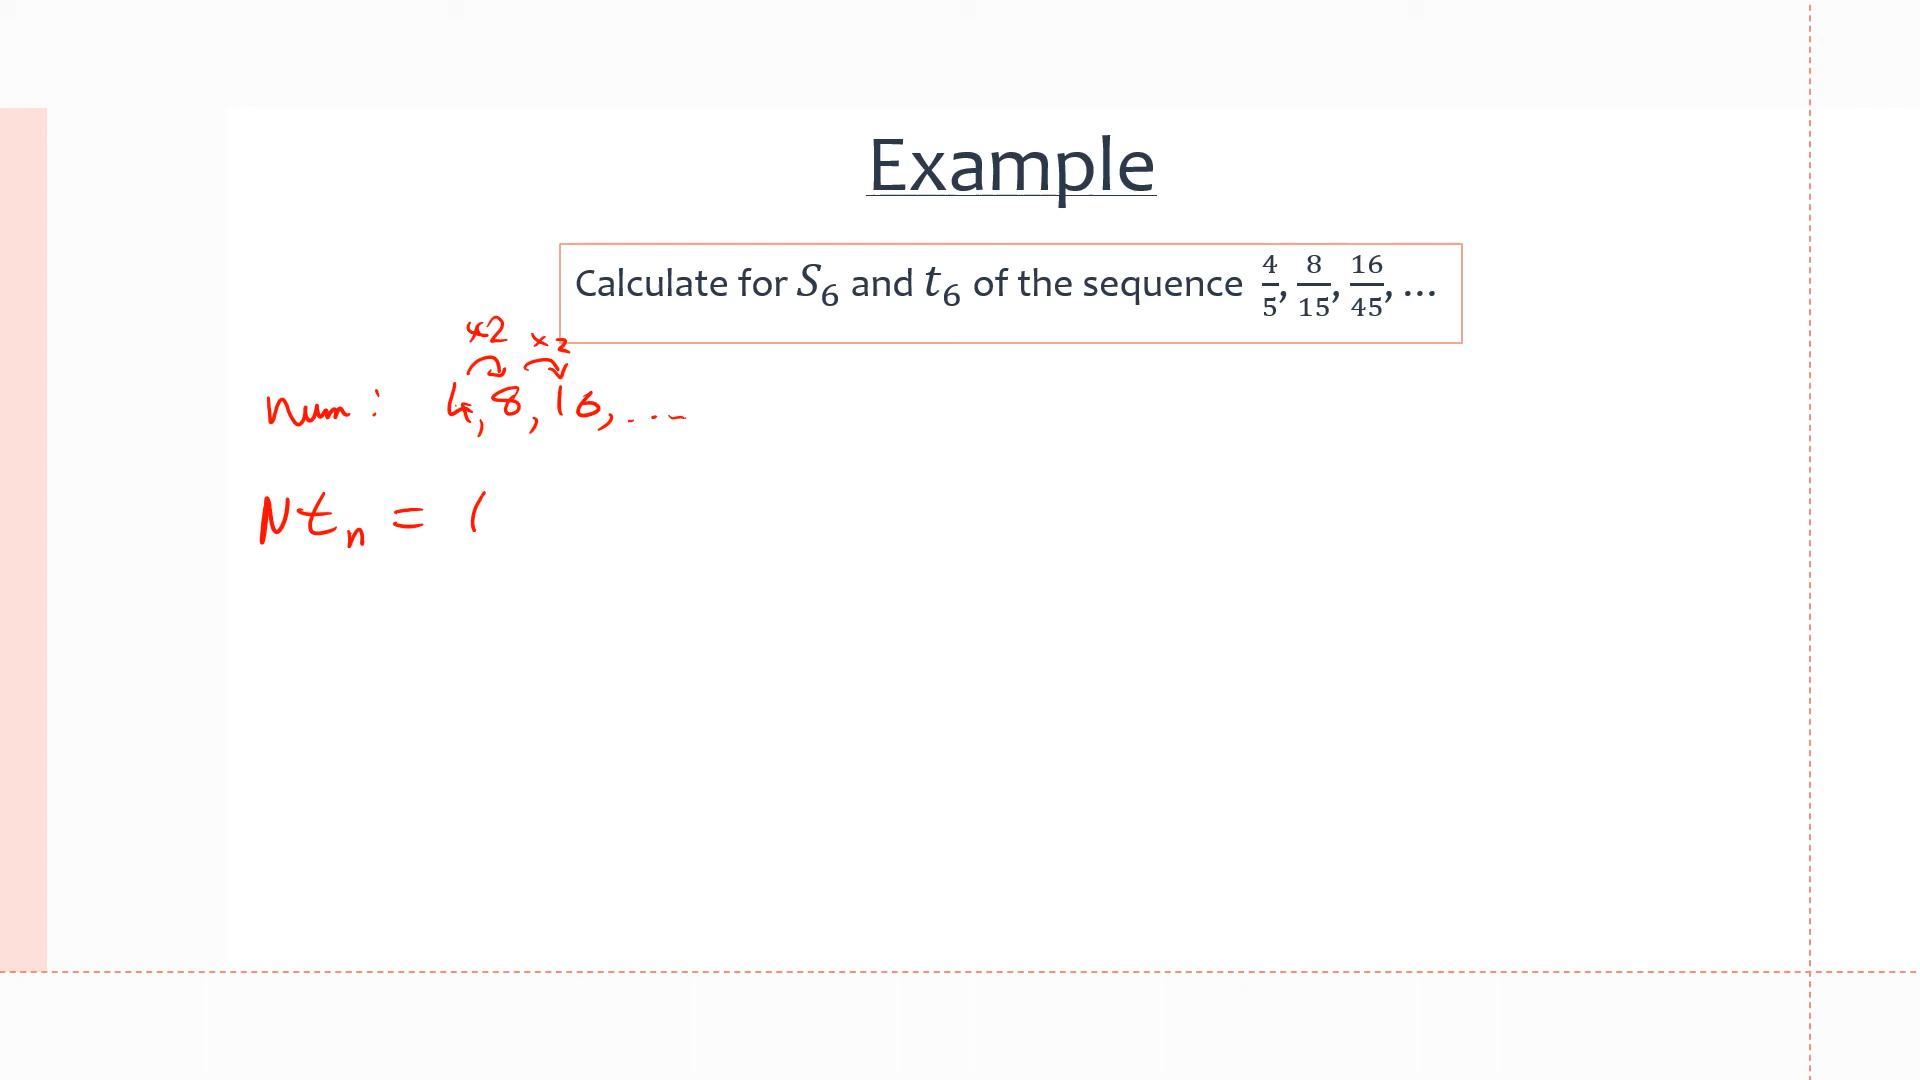 Example
Calculate for S₆ and t₆ of the sequence 4/5, 8/15, 16/45, ...
×2 ×2
num : 4, 8, 16, ...
Ntₙ = (